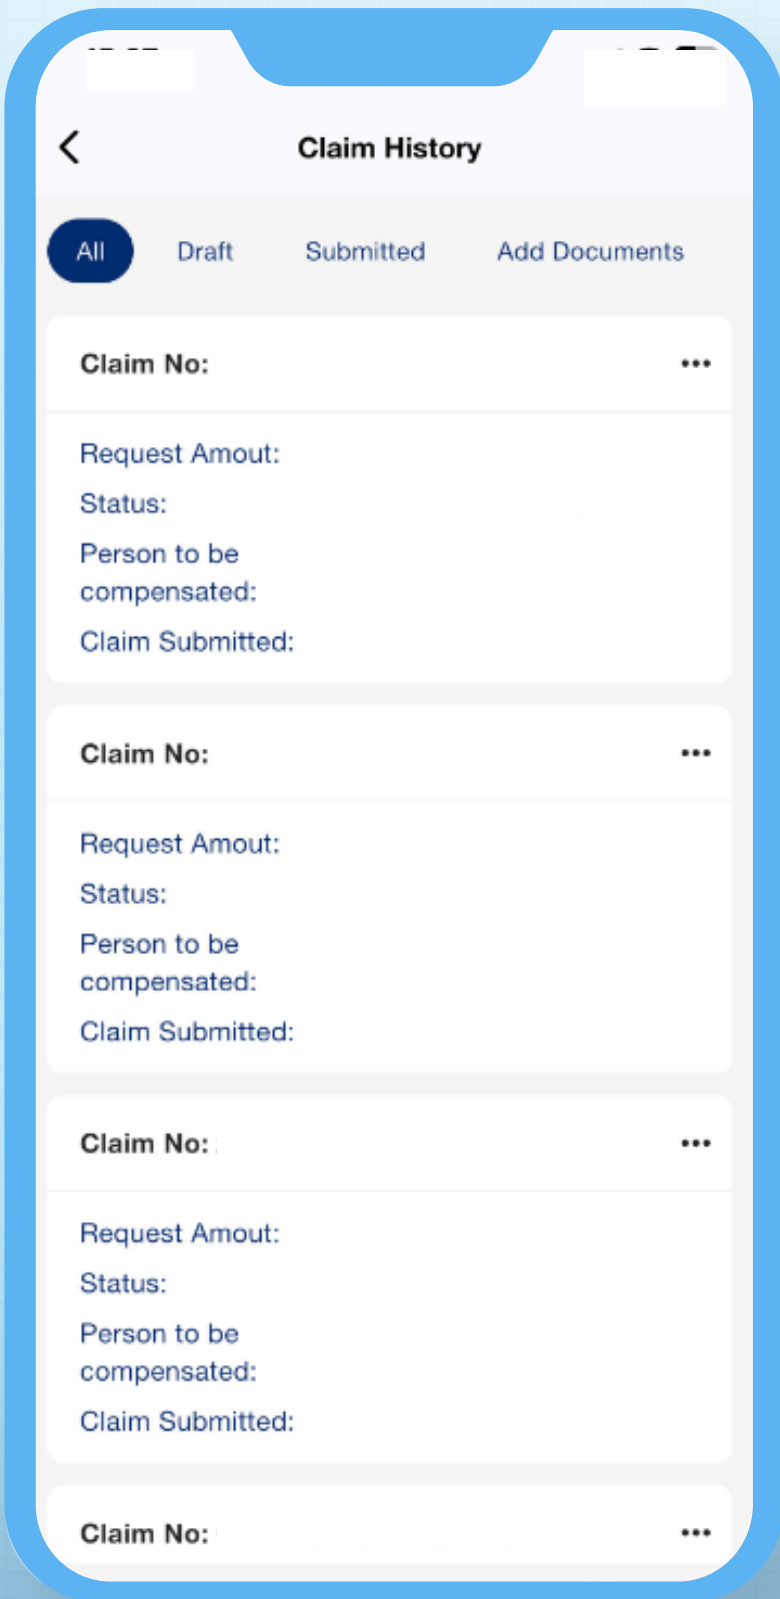 Claim History
All Draft Submitted Add Documents
Claim No:
Request Amout:
Status:
Person to be
compensated:
Claim Submitted:
Claim No:
Request Amout:
Status:
Person to be
compensated:
Claim Submitted:
Claim No:
Request Amout:
Status:
Person to be
compensated:
Claim Submitted:
Claim No: